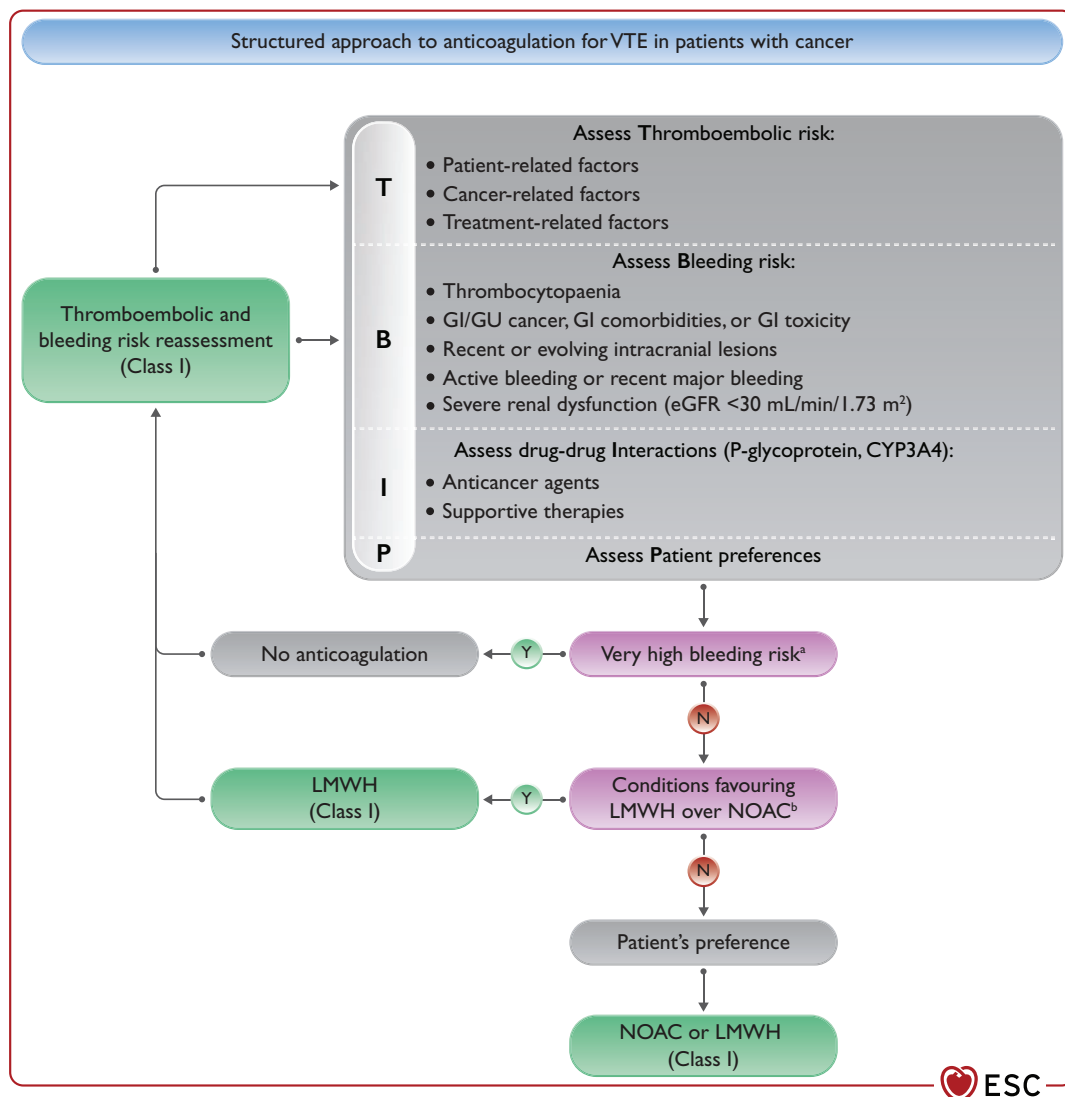 Structured approach to anticoagulation for VTE in patients with cancer
Assess Thromboembolic risk:
T
• Patient-related factors
• Cancer-related factors
• Treatment-related factors
Assess Bleeding risk:
B
• Thrombocytopaenia
• GI/GU cancer, GI comorbidities, or GI toxicity
• Recent or evolving intracranial lesions
• Active bleeding or recent major bleeding
• Severe renal dysfunction (eGFR <30 mL/min/1.73 m²)
Assess drug-drug Interactions (P-glycoprotein, CYP3A4):
I
• Anticancer agents
• Supportive therapies
P
Assess Patient preferences
Thromboembolic and
bleeding risk reassessment
(Class I)
No anticoagulation
Y
Very high bleeding riskᵃ
N
LMWH
(Class I)
Y
Conditions favouring
LMWH over NOACᵇ
N
Patient's preference
NOAC or LMWH
(Class I)
ESC